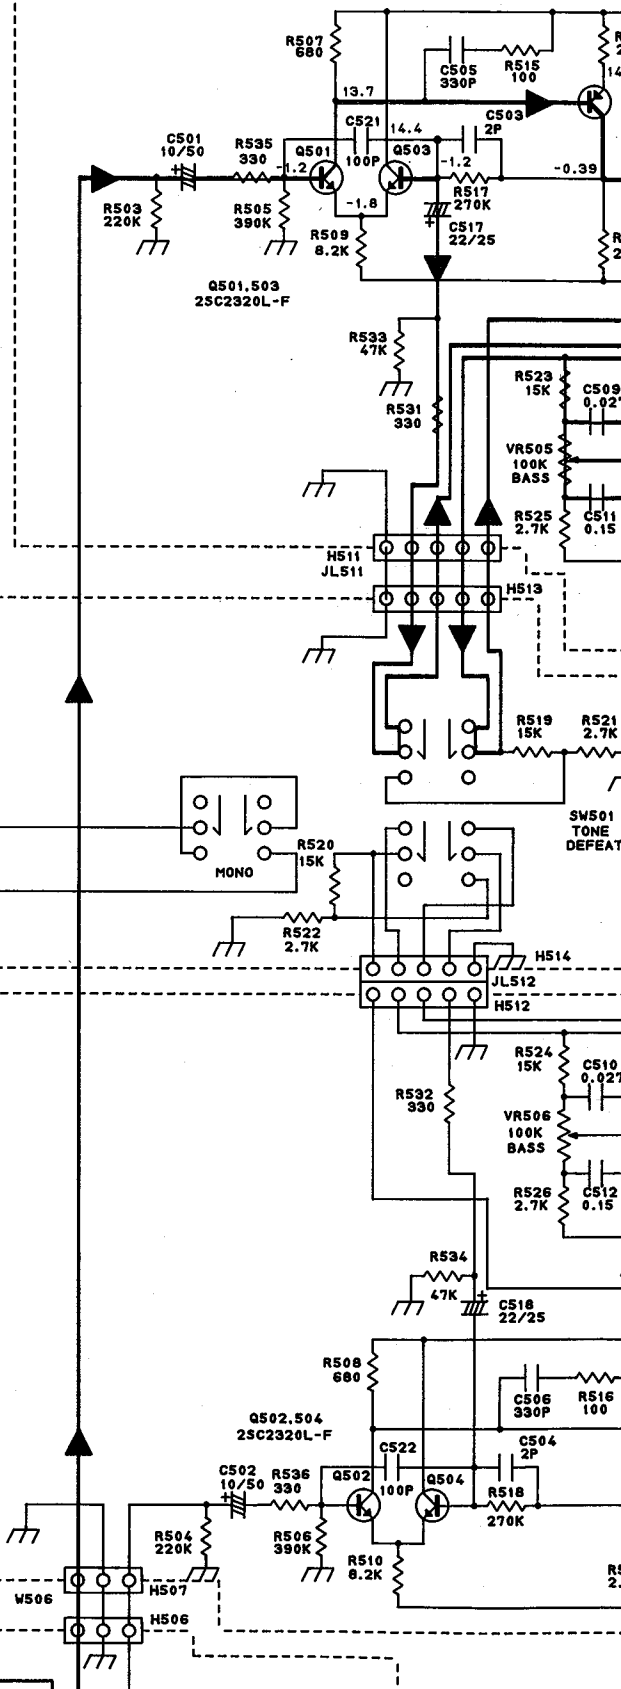 R507
680
C505
330P
R515
100
13.7
14.4
C503
2P
C501
10/50
+
R535
330
-1.2
Q501
C521
100P
Q503
-1.2
R517
270K
-0.39
R503
220K
R505
390K
-1.8
R509
8.2K
+
C517
22/25
Q501,503
2SC2320L-F
R533
47K
R531
330
R523
15K
C509
VR505
100K
BASS
R525
2.7K
C511
0.15
H511
JL511
H513
R519
15K
R521
2.7K
SW501
TONE
DEFEAT
MONO
R520
15K
R522
2.7K
H514
JL512
H512
R524
15K
C510
0.027
R532
330
VR506
100K
BASS
R526
2.7K
C512
0.15
R534
47K
+
C518
22/25
R508
680
C506
330P
R516
100
Q502,504
2SC2320L-F
C502
10/50
+
R536
330
Q502
C522
100P
Q504
C504
2P
R518
270K
R504
220K
R506
390K
R510
8.2K
W506
H507
H506